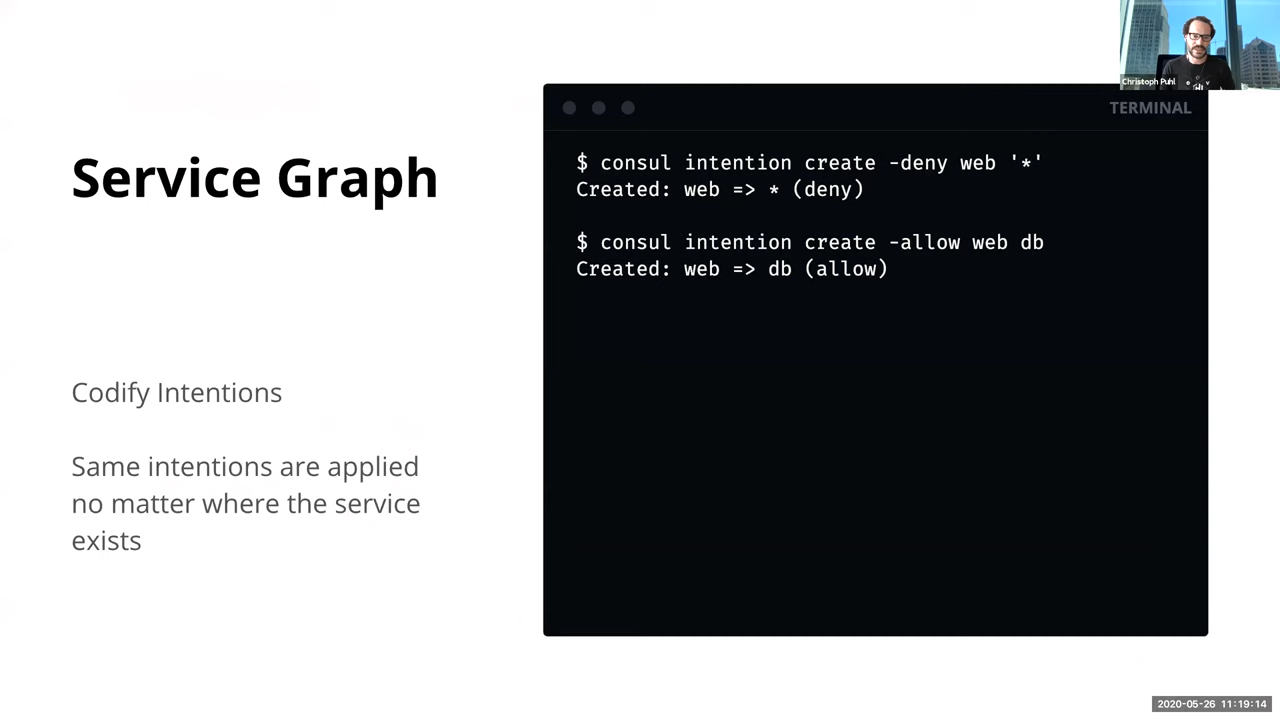 Christoph Puhl
TERMINAL
Service Graph
$ consul intention create -deny web '*'
Created: web => * (deny)
$ consul intention create -allow web db
Created: web => db (allow)
Codify Intentions
Same intentions are applied
no matter where the service
exists
2020-05-26 11:19:14